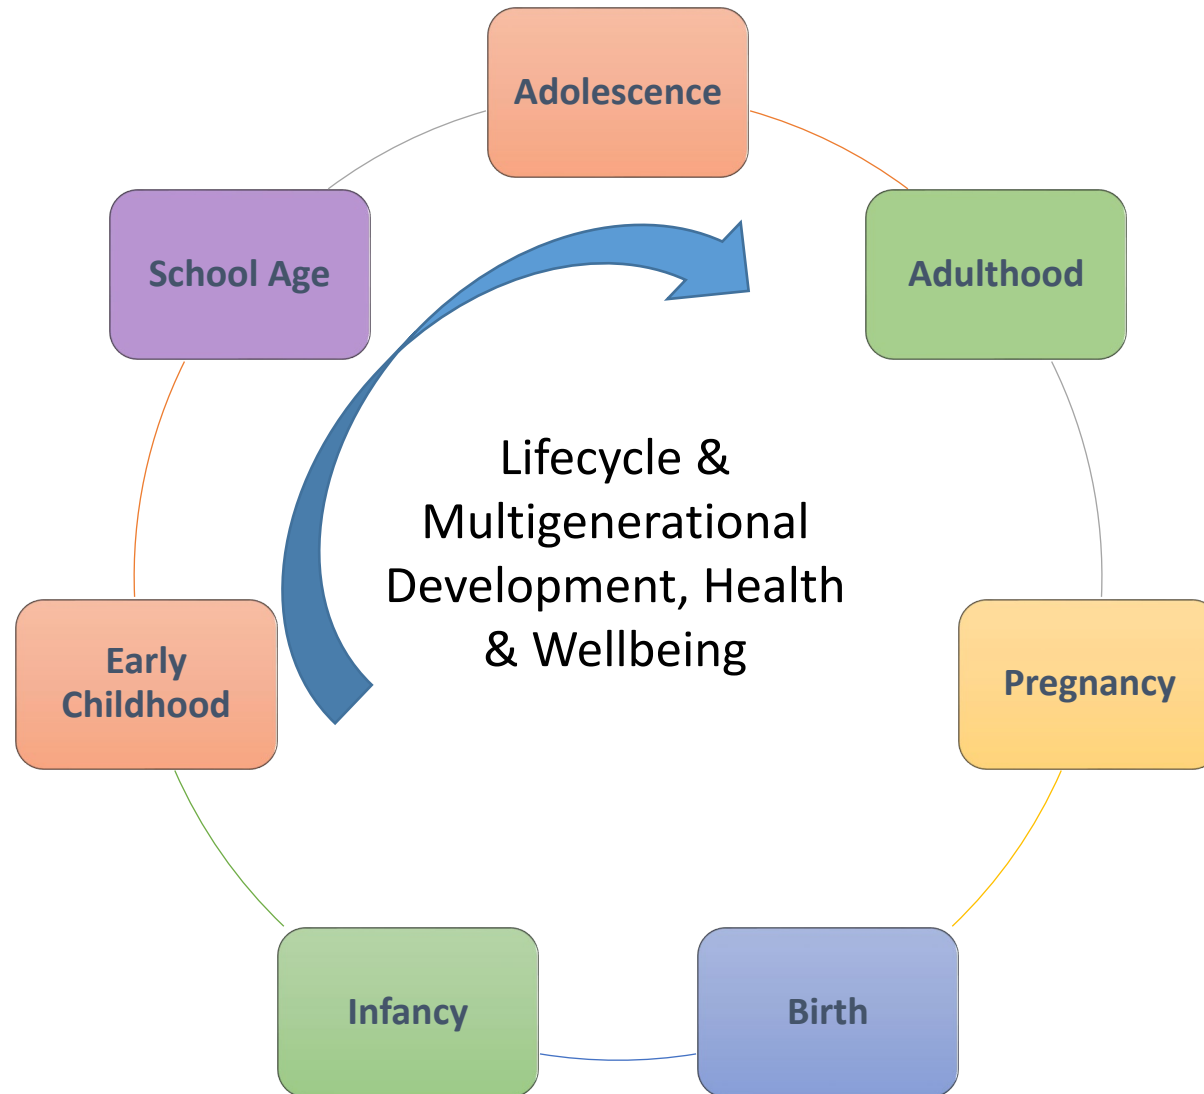 Adolescence
School Age
Adulthood
Lifecycle &
Multigenerational
Development, Health
& Wellbeing
Early
Childhood
Pregnancy
Infancy
Birth